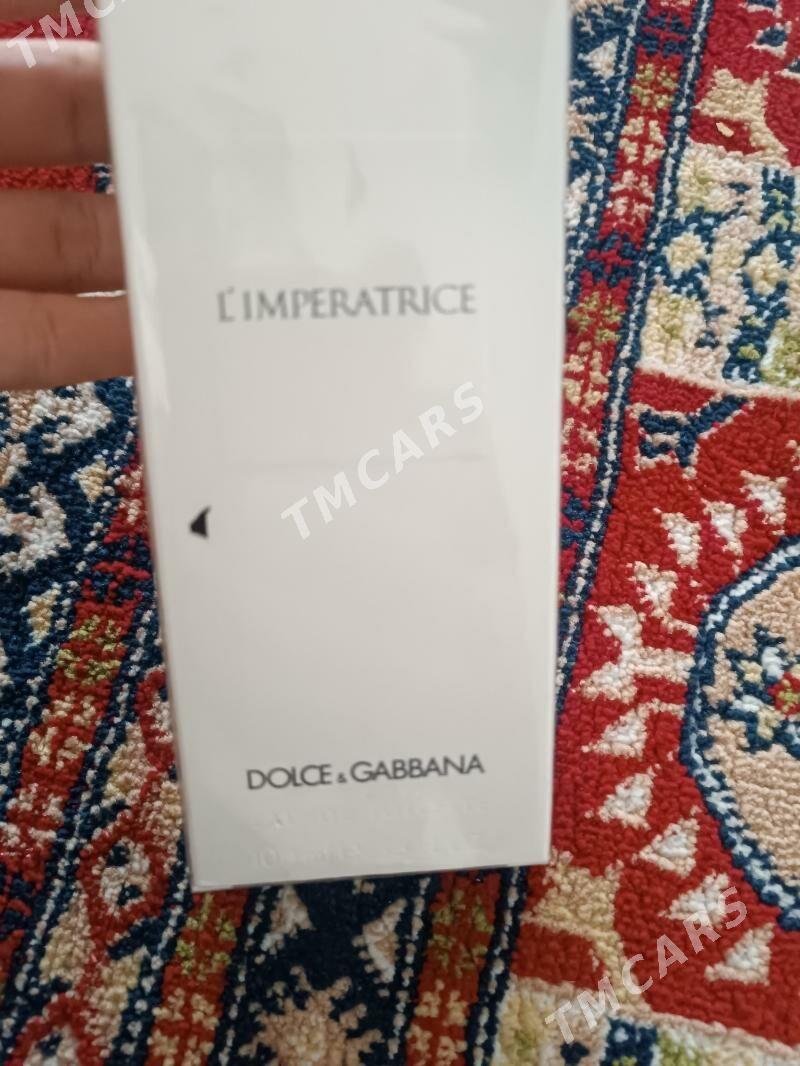 TMCARS
L'IMPERATRICE
TMCARS
DOLCE & GABBANA
TMCARS